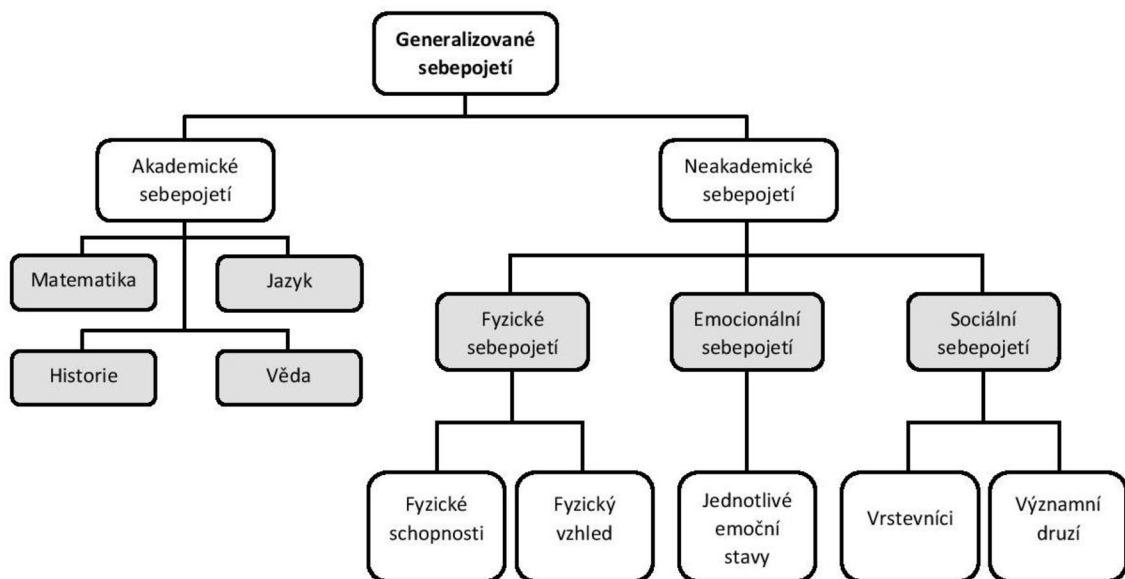 Generalizované
sebepojetí
Akademické
sebepojetí
Neakademické
sebepojetí
Matematika
Jazyk
Historie
Věda
Fyzické
sebepojetí
Emocionální
sebepojetí
Sociální
sebepojetí
Fyzické
schopnosti
Fyzický
vzhled
Jednotlivé
emoční
stavy
Vrstevníci
Významní
druzí